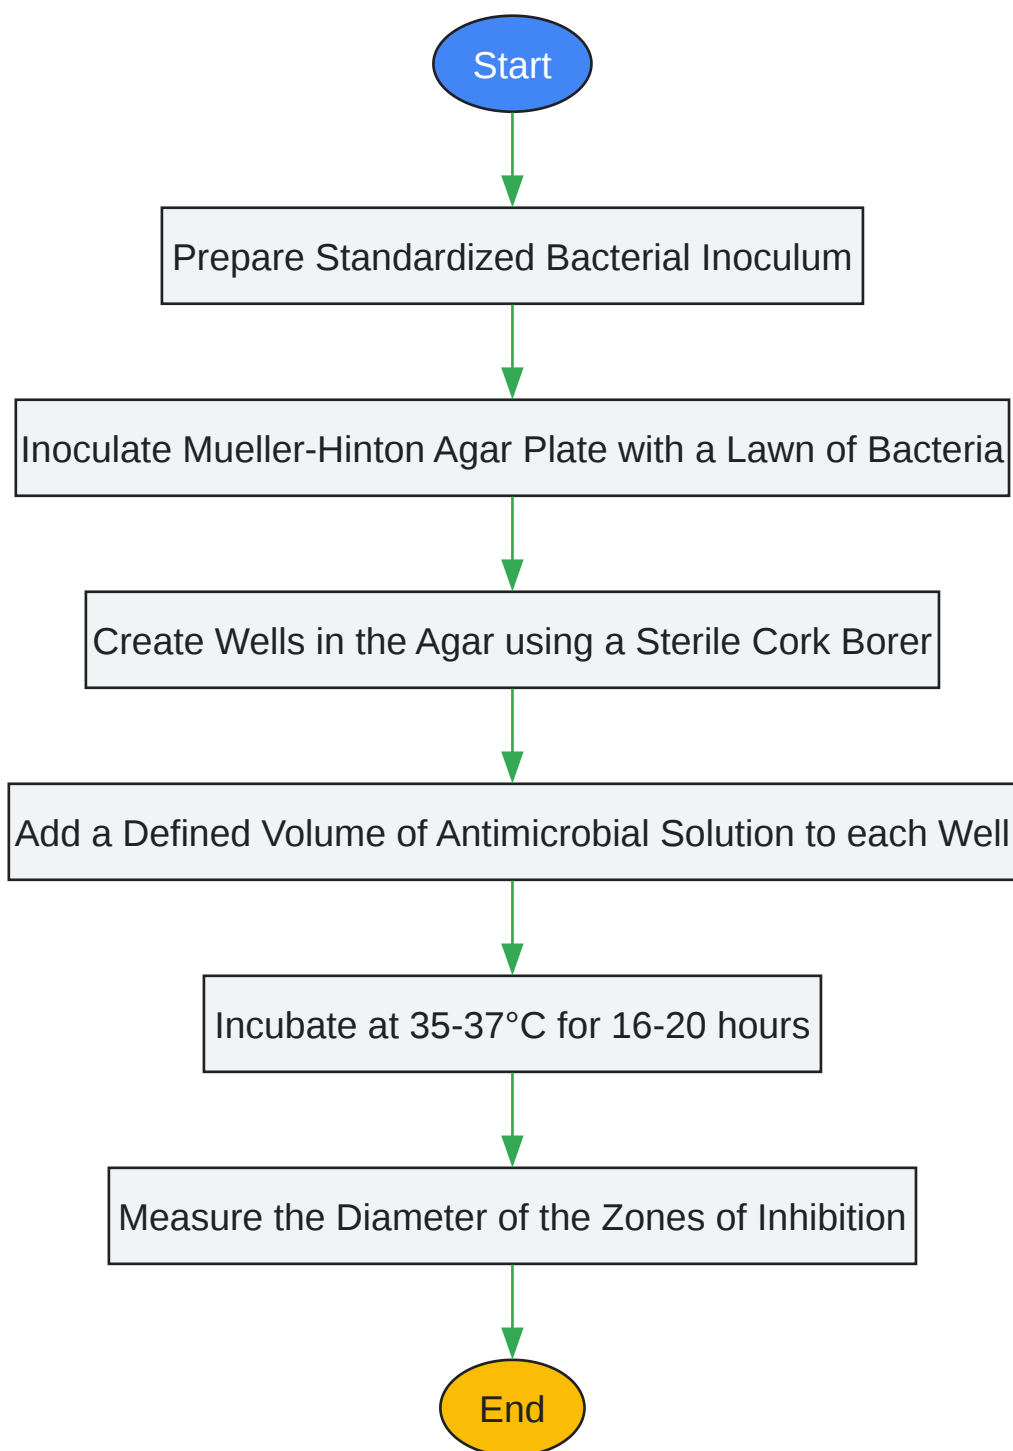 Start
Prepare Standardized Bacterial Inoculum
Inoculate Mueller-Hinton Agar Plate with a Lawn of Bacteria
Create Wells in the Agar using a Sterile Cork Borer
Add a Defined Volume of Antimicrobial Solution to each Well
Incubate at 35-37°C for 16-20 hours
Measure the Diameter of the Zones of Inhibition
End